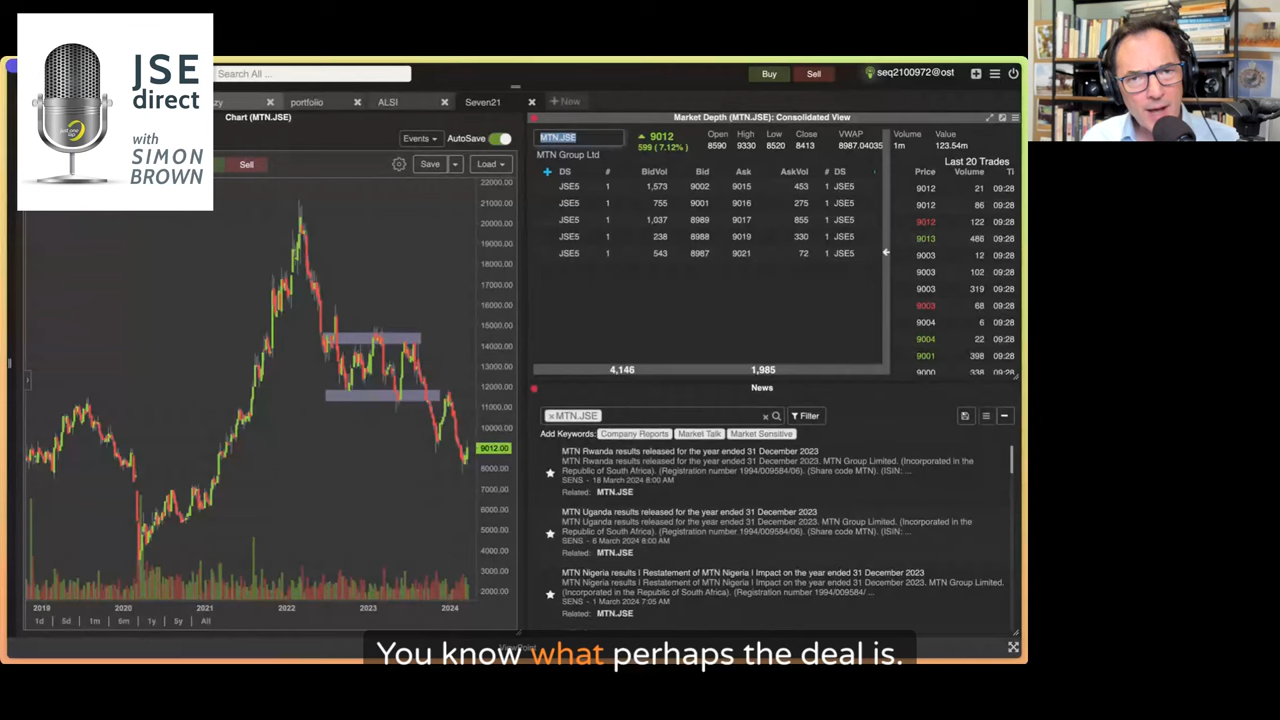 JSE
direct
with
SIMON
BROWN
just one lap
Search All ...
Buy
Sell
seq2100972@ost
portfolio
ALSI
Seven21
+ New
Chart (MTN.JSE)
Events
AutoSave
Sell
Save
Load
22000.00
21000.00
20000.00
19000.00
18000.00
17000.00
16000.00
15000.00
14000.00
13000.00
12000.00
11000.00
10000.00
9012.00
8000.00
7000.00
6000.00
5000.00
4000.00
3000.00
2000.00
2019 2020 2021 2022 2023 2024
1d 5d 1m 6m 1y 5y All
Market Depth (MTN.JSE): Consolidated View
MTN.JSE
MTN Group Ltd
9012
599 ( 7.12% )
Open High Low Close VWAP Volume Value
8590 9330 8520 8413 8987.04035 1m 123.54m
DS # BidVol Bid Ask AskVol # DS
JSE5 1 1,573 9002 9015 453 1 JSE5
JSE5 1 755 9001 9016 275 1 JSE5
JSE5 1 1,037 8989 9017 855 1 JSE5
JSE5 1 238 8988 9019 330 1 JSE5
JSE5 1 543 8987 9021 72 1 JSE5
4,146 1,985
Last 20 Trades
Price Volume Ti
9012 21 09:28
9012 86 09:28
9012 122 09:28
9013 486 09:28
9003 12 09:28
9003 102 09:28
9003 319 09:28
9003 68 09:28
9004 6 09:28
9004 22 09:28
9001 356 09:28
9000 338 09:28
News
×MTN.JSE
Filter
Add Keywords: Company Reports Market Talk Market Sensitive
MTN Rwanda results released for the year ended 31 December 2023
MTN Rwanda results released for the year ended 31 December 2023. MTN Group Limited. (Incorporated in the
Republic of South Africa). (Registration number 1994/009584/06). (Share code MTN). (ISIN: ...
SENS - 18 March 2024 8:00 AM
Related: MTN.JSE
MTN Uganda results released for the year ended 31 December 2023
MTN Uganda results released for the year ended 31 December 2023. MTN Group Limited. (Incorporated in the
Republic of South Africa). (Registration number 1994/009584/06). (Share code MTN). (ISIN: ...
SENS - 6 March 2024 8:00 AM
Related: MTN.JSE
MTN Nigeria results I Restatement of MTN Nigeria I Impact on the year ended 31 December 2023
MTN Nigeria results I Restatement of MTN Nigeria I Impact on the year ended 31 December 2023. MTN Group Limited.
(Incorporated in the Republic of South Africa). (Registration number 1994/009584/ ...
SENS - 1 March 2024 7:05 AM
Related: MTN.JSE
You know what perhaps the deal is.